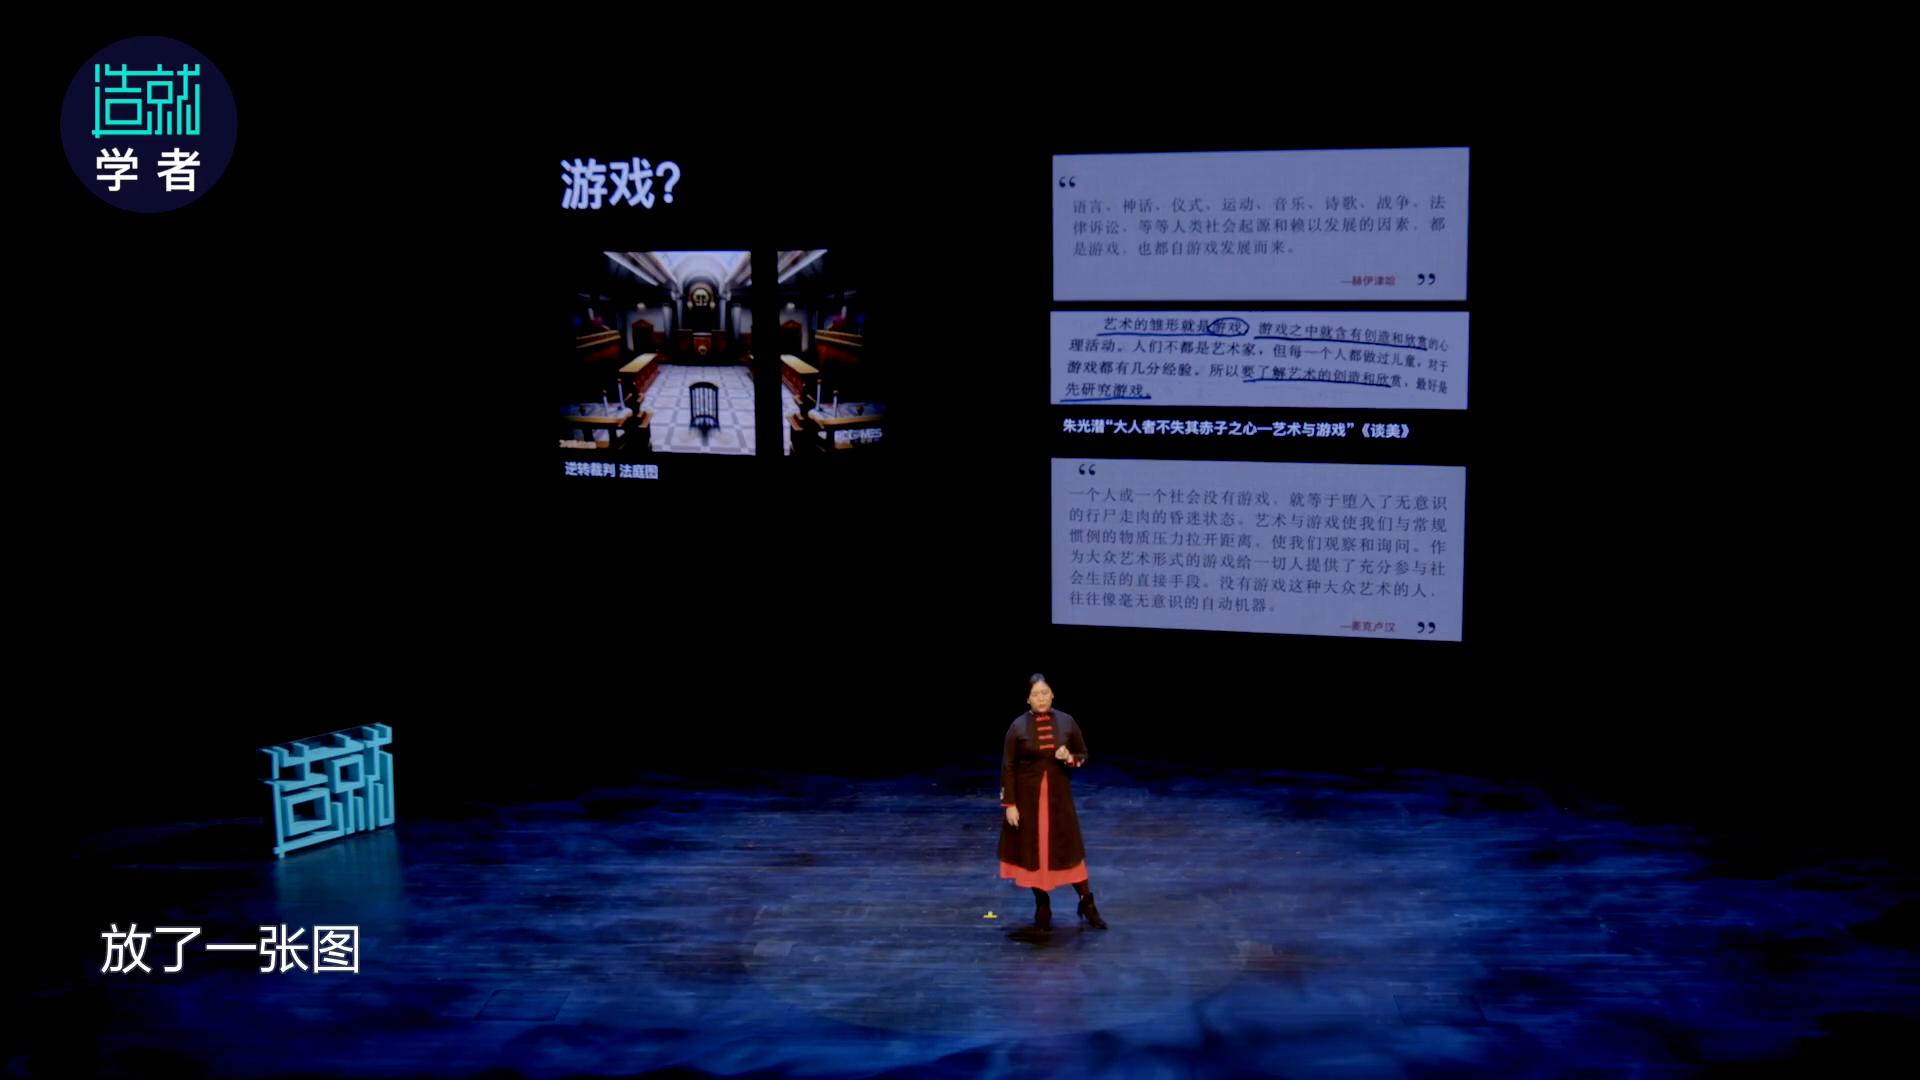 造就
学者
游戏?
逆转裁判 法庭图
“
语言、神话、仪式、运动、音乐、诗歌、战争、法
律诉讼,等等人类社会起源和赖以发展的因素,都
是游戏,也都自游戏发展而来。
—赫伊津哈 ”
艺术的雏形就是游戏。游戏之中就含有创造和欣赏的心
理活动。人们不都是艺术家,但每一个人都做过儿童,对于
游戏都有几分经验。所以要了解艺术的创造和欣赏,最好是
先研究游戏。
朱光潜“大人者不失其赤子之心—艺术与游戏”《谈美》
“
一个人或一个社会没有游戏,就等于堕入了无意识
的行尸走肉的昏迷状态。艺术与游戏使我们与常规
惯例的物质压力拉开距离,使我们观察和询问。作
为大众艺术形式的游戏给一切人提供了充分参与社
会生活的直接手段。没有游戏这种大众艺术的人,
往往像毫无意识的自动机器。
—麦克卢汉 ”
造就
放了一张图